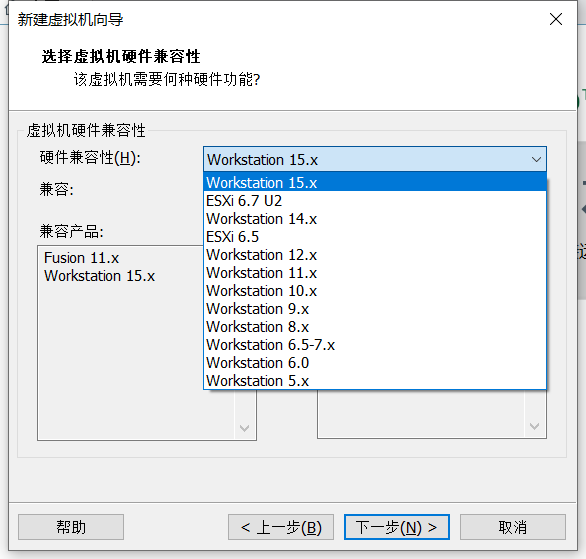 新建虚拟机向导
选择虚拟机硬件兼容性
该虚拟机需要何种硬件功能?
虚拟机硬件兼容性
硬件兼容性(H):
Workstation 15.x
兼容:
Workstation 15.x
ESXi 6.7 U2
Workstation 14.x
ESXi 6.5
Workstation 12.x
Workstation 11.x
Workstation 10.x
Workstation 9.x
Workstation 8.x
Workstation 6.5-7.x
Workstation 6.0
Workstation 5.x
兼容产品:
Fusion 11.x
Workstation 15.x
帮助
< 上一步(B)
下一步(N) >
取消